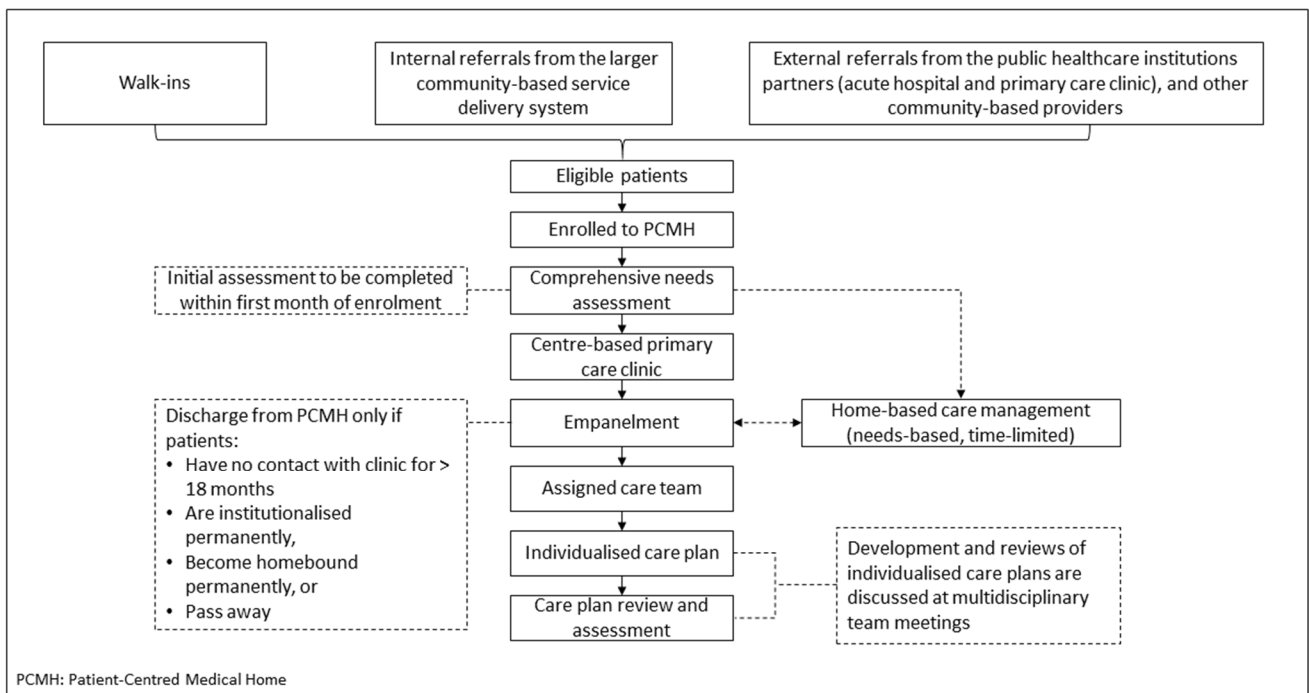 Walk-ins
Internal referrals from the larger
community-based service
delivery system
External referrals from the public healthcare institutions
partners (acute hospital and primary care clinic), and other
community-based providers
Eligible patients
Enrolled to PCMH
Initial assessment to be completed
within first month of enrolment
Comprehensive needs
assessment
Centre-based primary
care clinic
Discharge from PCMH only if
patients:
• Have no contact with clinic for >
18 months
• Are institutionalised
permanently,
• Become homebound
permanently, or
• Pass away
Empanelment
Home-based care management
(needs-based, time-limited)
Assigned care team
Individualised care plan
Care plan review and
assessment
Development and reviews of
individualised care plans are
discussed at multidisciplinary
team meetings
PCMH: Patient-Centred Medical Home